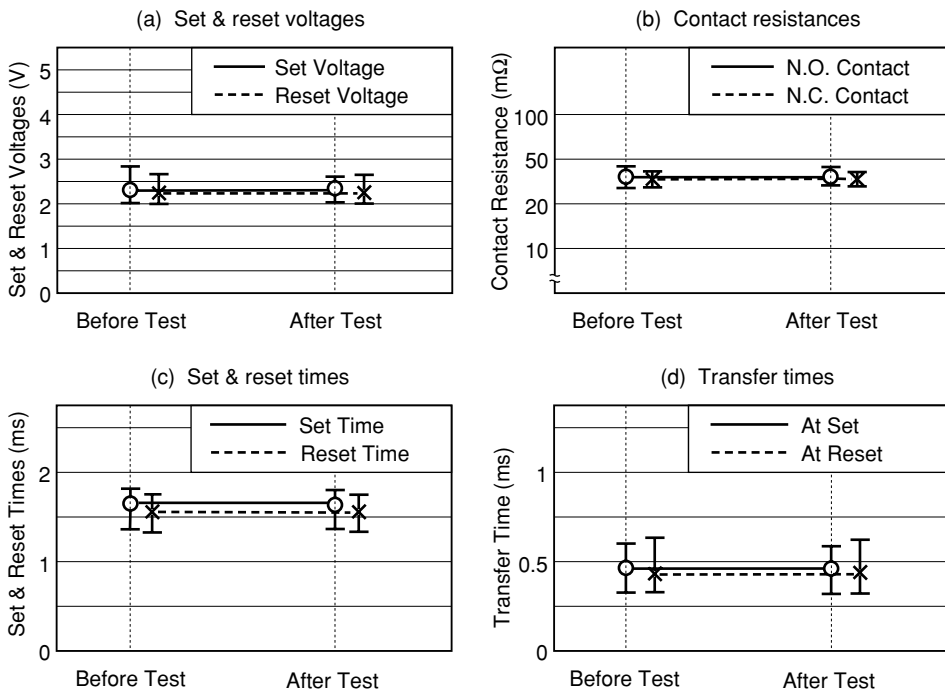 (a) Set & reset voltages
Set & Reset Voltages (V)
5
4
3
2
1
0
Set Voltage
Reset Voltage
Before Test
After Test
(b) Contact resistances
Contact Resistance (mΩ)
100
50
20
10
N.O. Contact
N.C. Contact
Before Test
After Test
(c) Set & reset times
Set & Reset Times (ms)
2
1
0
Set Time
Reset Time
Before Test
After Test
(d) Transfer times
Transfer Time (ms)
1
0.5
0
At Set
At Reset
Before Test
After Test